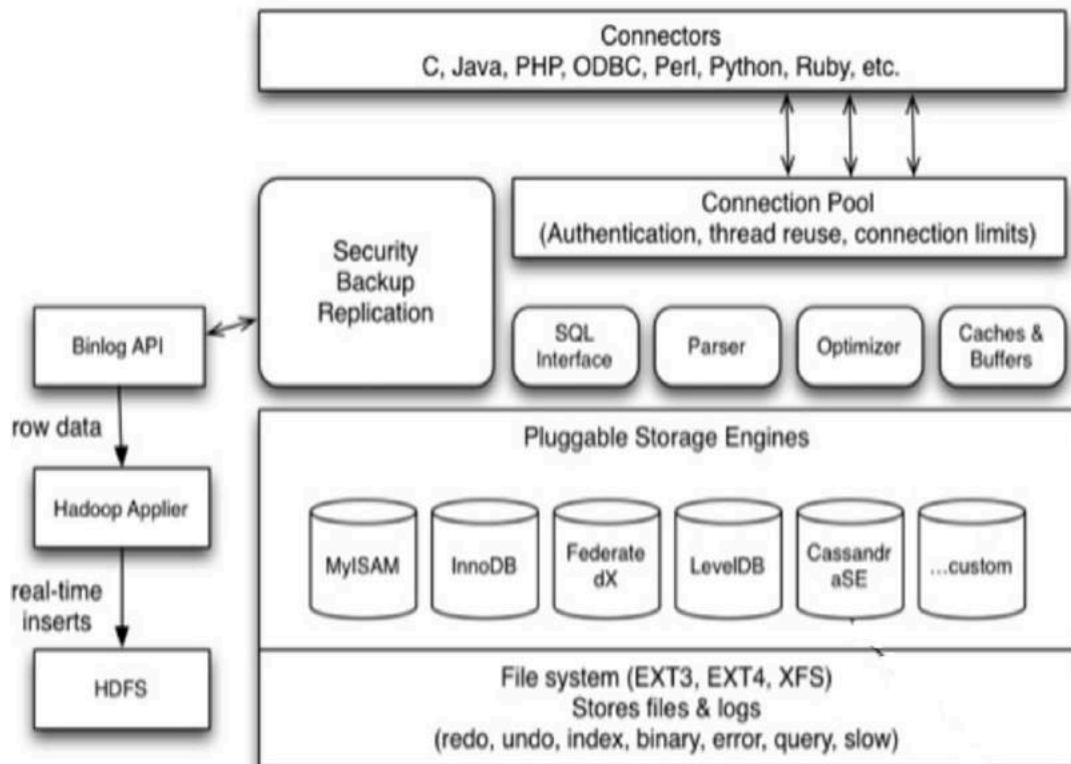 Connectors
C, Java, PHP, ODBC, Perl, Python, Ruby, etc.
Connection Pool
(Authentication, thread reuse, connection limits)
Security
Backup
Replication
Binlog API
SQL
Interface
Parser
Optimizer
Caches &
Buffers
row data
Hadoop Applier
real-time
inserts
HDFS
Pluggable Storage Engines
MyISAM
InnoDB
Federate
dX
LevelDB
Cassandr
aSE
...custom
File system (EXT3, EXT4, XFS)
Stores files & logs
(redo, undo, index, binary, error, query, slow)